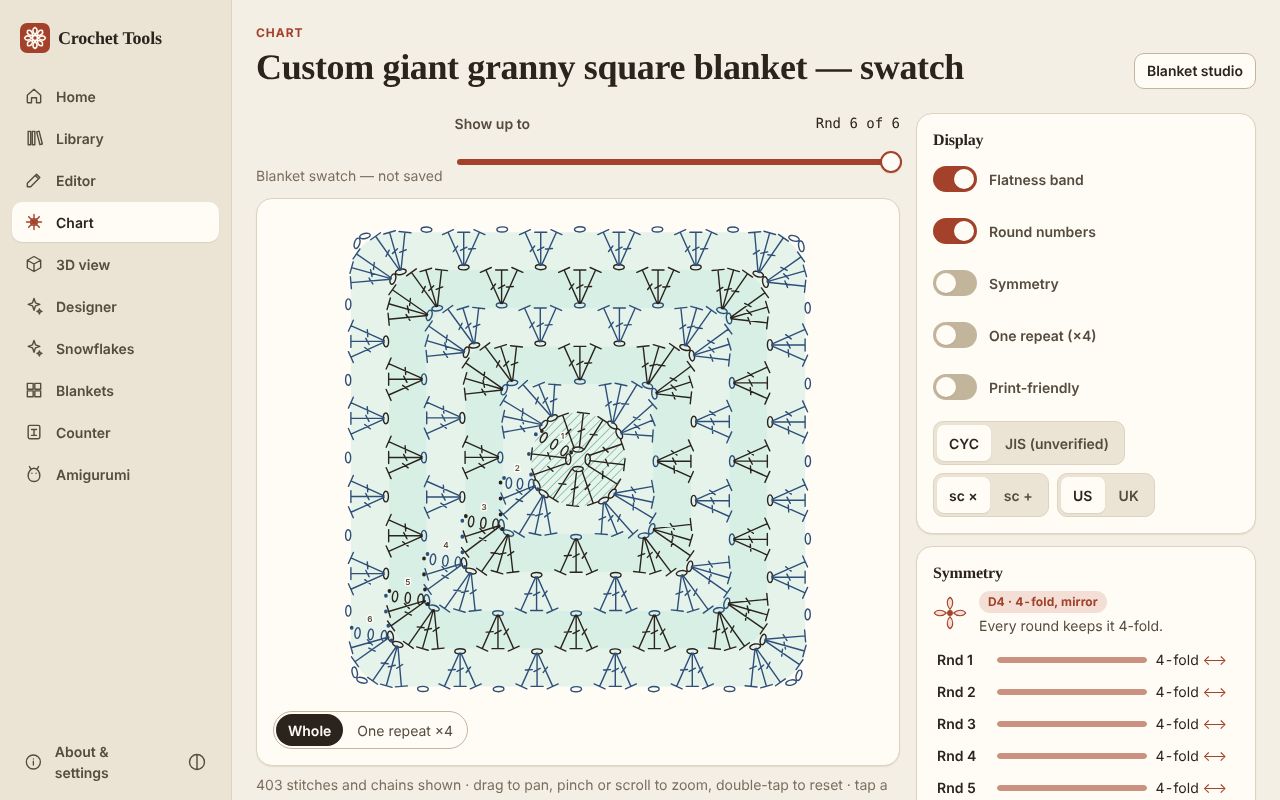 Crochet Tools
Home
Library
Editor
Chart
3D view
Designer
Snowflakes
Blankets
Counter
Amigurumi
About &
settings
CHART
Custom giant granny square blanket — swatch
Blanket studio
Blanket swatch — not saved
Show up to
Rnd 6 of 6
1
2
3
4
5
6
Whole
One repeat ×4
403 stitches and chains shown · drag to pan, pinch or scroll to zoom, double-tap to reset · tap a
Display
Flatness band
Round numbers
Symmetry
One repeat (×4)
Print-friendly
CYC JIS (unverified)
sc × sc + US UK
Symmetry
D4 · 4-fold, mirror
Every round keeps it 4-fold.
Rnd 1 4-fold
Rnd 2 4-fold
Rnd 3 4-fold
Rnd 4 4-fold
Rnd 5 4-fold